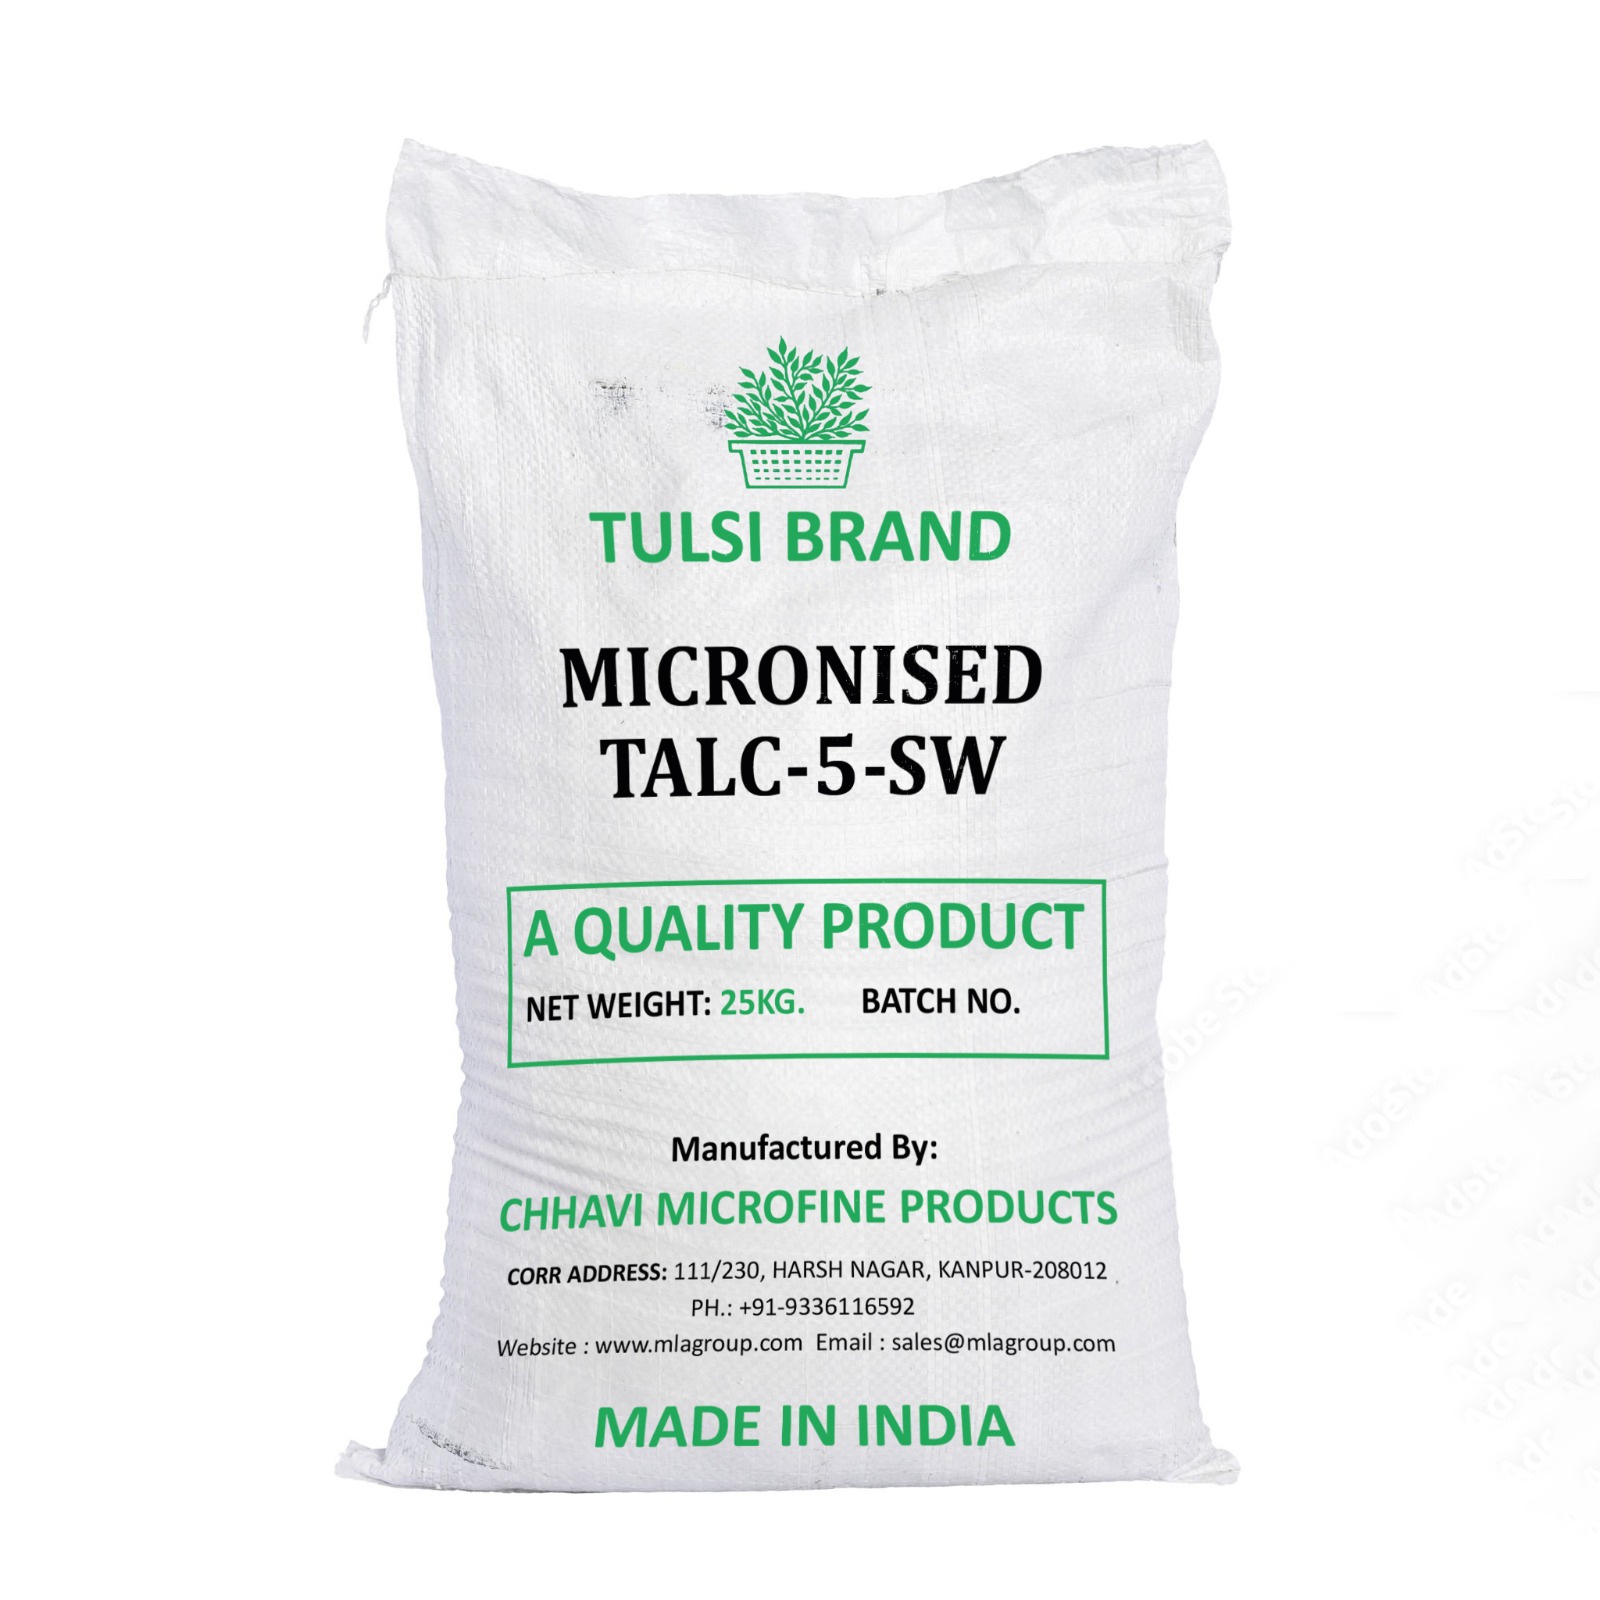 TULSI BRAND
MICRONISED
TALC-5-SW
A QUALITY PRODUCT
NET WEIGHT: 25KG. BATCH NO.
Manufactured By:
CHHAVI MICROFINE PRODUCTS
CORR ADDRESS: 111/230, HARSH NAGAR, KANPUR-208012
PH.: +91-9336116592
Website : www.mlagroup.com Email : sales@mlagroup.com
MADE IN INDIA